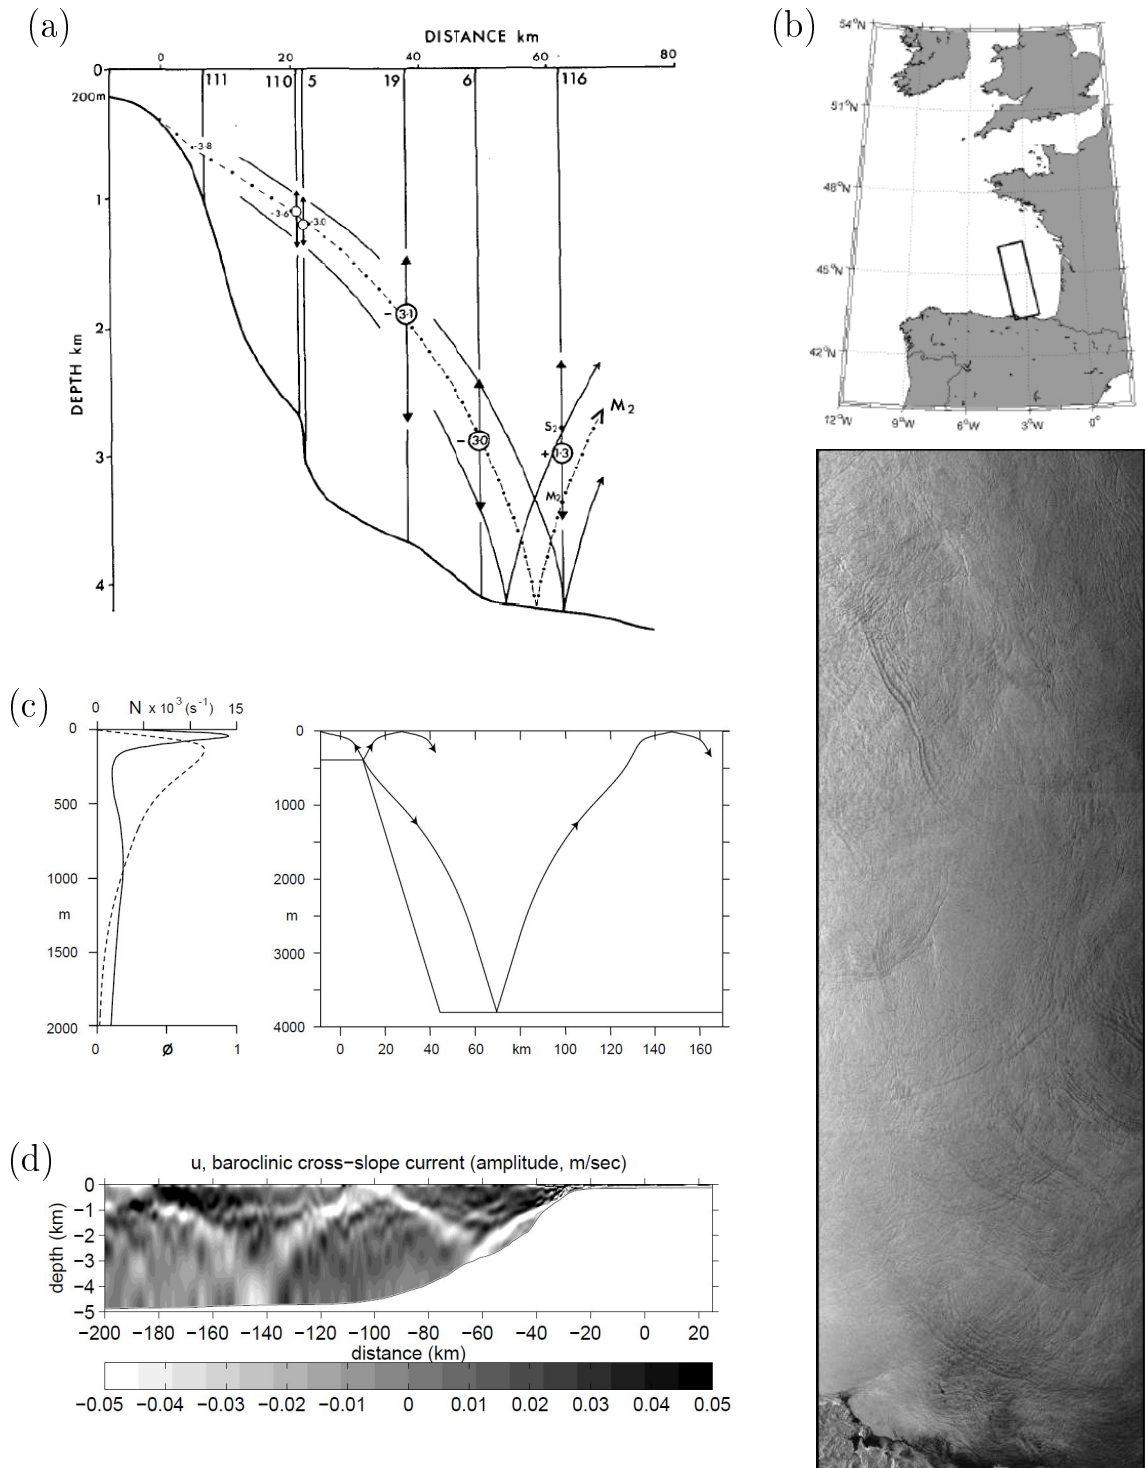 (a)
DISTANCE km
0 20 40 60 80
0
111 110 5 19 6 116
200m
-3.8
1
-3.6 -3.0
- 3.1
2
DEPTH km
M2
S2
- 3.0 + 1.3
3
M2
4
(b)
54°N
51°N
48°N
45°N
42°N
12°W 9°W 6°W 3°W 0°
(c)
0 N x 10³ (s⁻¹) 15
0
500
1000
m
1500
2000
0 ø 1
0
1000
2000
m
3000
4000
0 20 40 60 km 100 120 140 160
(d)
u, baroclinic cross−slope current (amplitude, m/sec)
0
−1
−2
−3
−4
−5
depth (km)
−200 −180 −160 −140 −120 −100 −80 −60 −40 −20 0 20
distance (km)
−0.05 −0.04 −0.03 −0.02 −0.01 0 0.01 0.02 0.03 0.04 0.05